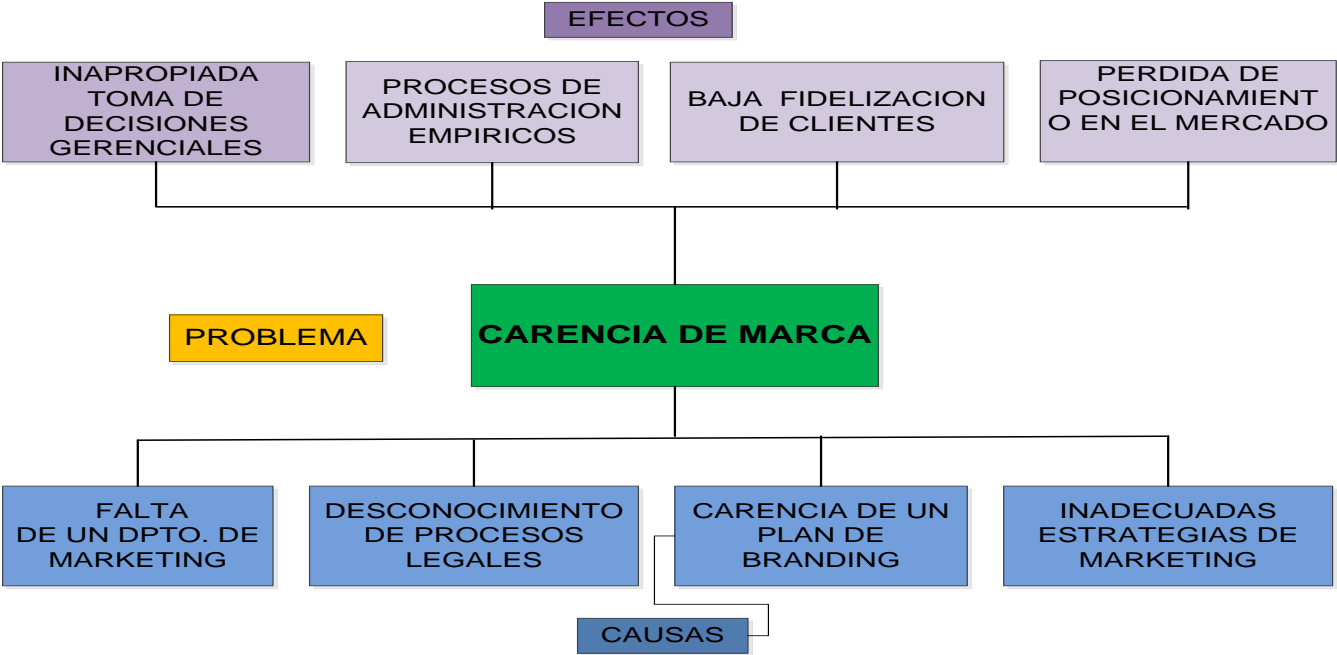 EFECTOS
INAPROPIADA
TOMA DE
DECISIONES
GERENCIALES
PROCESOS DE
ADMINISTRACION
EMPIRICOS
BAJA FIDELIZACION
DE CLIENTES
PERDIDA DE
POSICIONAMIENT
O EN EL MERCADO
PROBLEMA
CARENCIA DE MARCA
FALTA
DE UN DPTO. DE
MARKETING
DESCONOCIMIENTO
DE PROCESOS
LEGALES
CARENCIA DE UN
PLAN DE
BRANDING
INADECUADAS
ESTRATEGIAS DE
MARKETING
CAUSAS